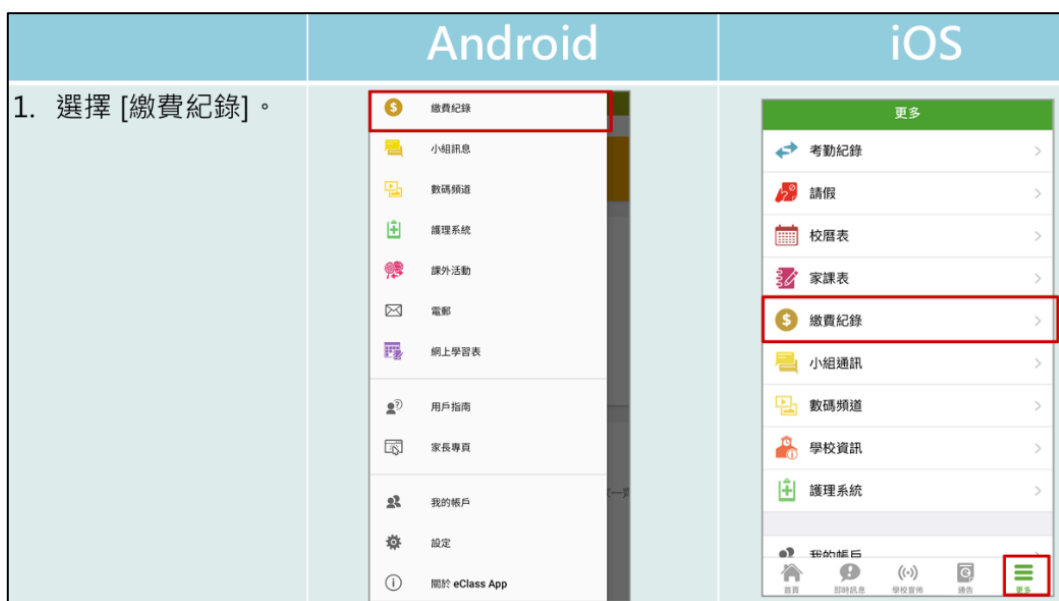 Android
iOS
1. 選擇 [繳費紀錄]。
繳費紀錄
小組訊息
數碼頻道
護理系統
課外活動
電郵
網上學習表
用戶指南
家長專頁
我的帳戶
設定
關於 eClass App
更多
考勤紀錄
請假
校曆表
家課表
繳費紀錄
小組通訊
數碼頻道
學校資訊
護理系統
我的帳戶
首頁
即時訊息
學校宣佈
通告
更多